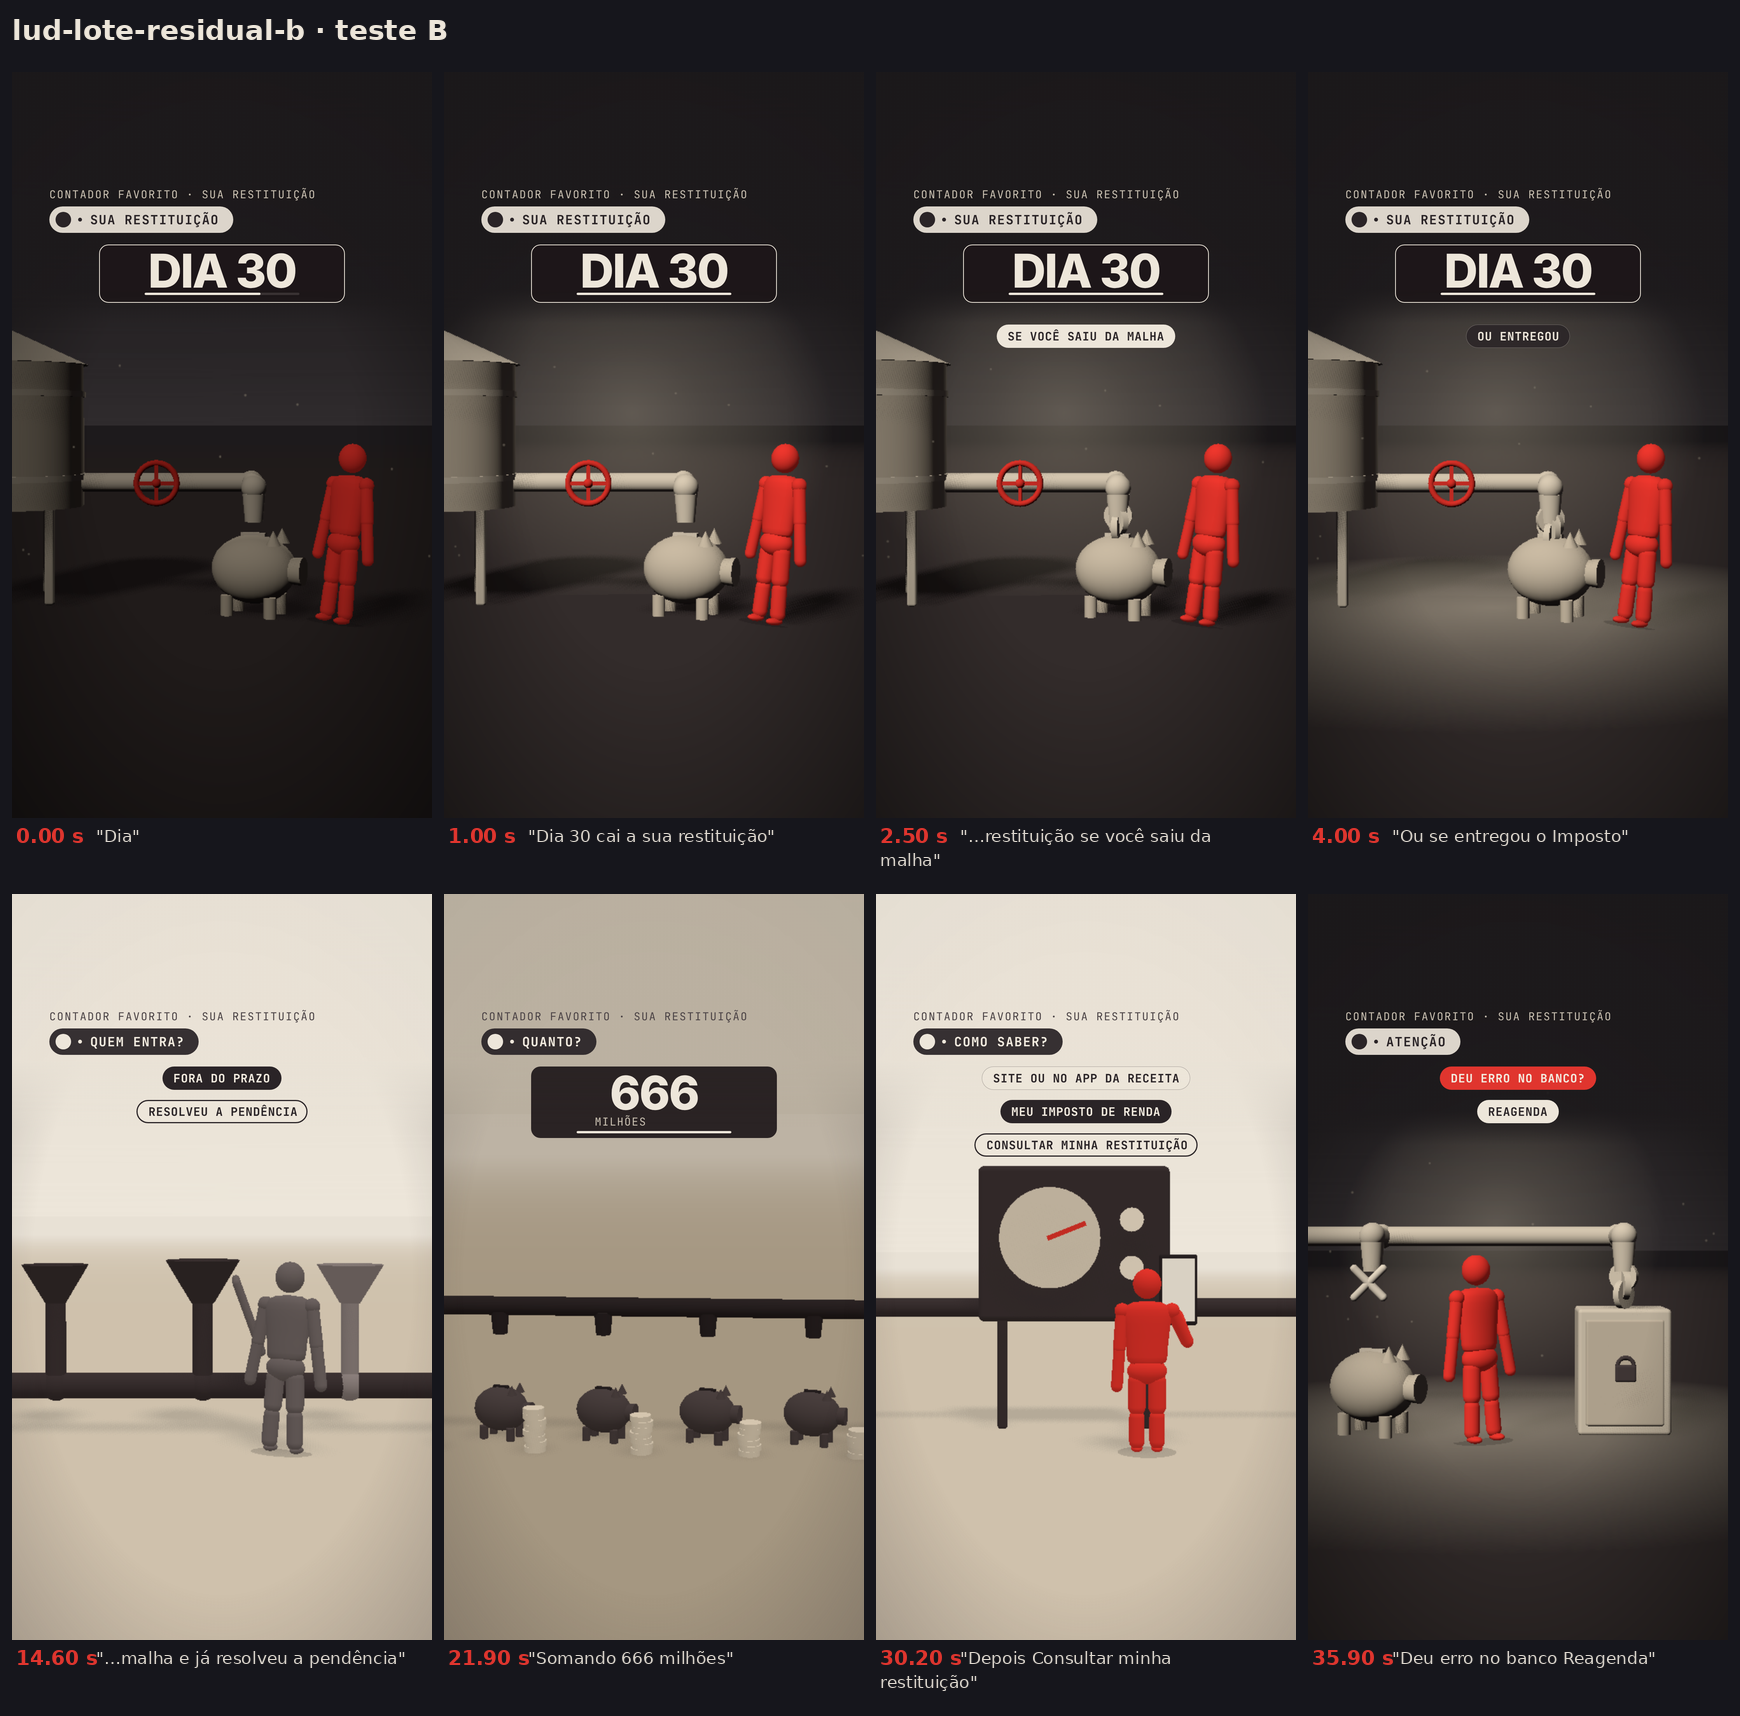 lud-lote-residual-b · teste B
CONTADOR FAVORITO · SUA RESTITUIÇÃO
• SUA RESTITUIÇÃO
DIA 30
0.00 s "Dia"
CONTADOR FAVORITO · SUA RESTITUIÇÃO
• SUA RESTITUIÇÃO
DIA 30
1.00 s "Dia 30 cai a sua restituição"
CONTADOR FAVORITO · SUA RESTITUIÇÃO
• SUA RESTITUIÇÃO
DIA 30
SE VOCÊ SAIU DA MALHA
2.50 s "...restituição se você saiu da
malha"
CONTADOR FAVORITO · SUA RESTITUIÇÃO
• SUA RESTITUIÇÃO
DIA 30
OU ENTREGOU
4.00 s "Ou se entregou o Imposto"
CONTADOR FAVORITO · SUA RESTITUIÇÃO
• QUEM ENTRA?
FORA DO PRAZO
RESOLVEU A PENDÊNCIA
14.60 s "...malha e já resolveu a pendência"
CONTADOR FAVORITO · SUA RESTITUIÇÃO
• QUANTO?
666
MILHÕES
21.90 s "Somando 666 milhões"
CONTADOR FAVORITO · SUA RESTITUIÇÃO
• COMO SABER?
SITE OU NO APP DA RECEITA
MEU IMPOSTO DE RENDA
CONSULTAR MINHA RESTITUIÇÃO
30.20 s "Depois Consultar minha
restituição"
CONTADOR FAVORITO · SUA RESTITUIÇÃO
• ATENÇÃO
DEU ERRO NO BANCO?
REAGENDA
35.90 s "Deu erro no banco Reagenda"